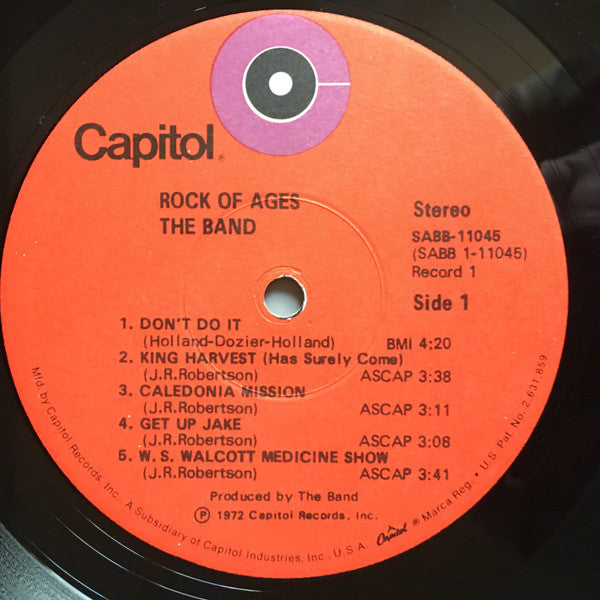 Capitol®
ROCK OF AGES
THE BAND
Stereo
SABB-11045
(SABB 1-11045)
Record 1
Side 1
1. DON'T DO IT
(Holland-Dozier-Holland) BMI 4:20
2. KING HARVEST (Has Surely Come)
(J.R.Robertson) ASCAP 3:38
3. CALEDONIA MISSION
(J.R.Robertson) ASCAP 3:11
4. GET UP JAKE
(J.R.Robertson) ASCAP 3:08
5. W. S. WALCOTT MEDICINE SHOW
(J.R.Robertson) ASCAP 3:41
Produced by The Band
Ⓟ 1972 Capitol Records, Inc.
Mfd. by Capitol Records, Inc., A Subsidiary of Capitol Industries, Inc., U.S.A. Capitol ® Marca Reg. • U.S. Pat. No. 2,631,859